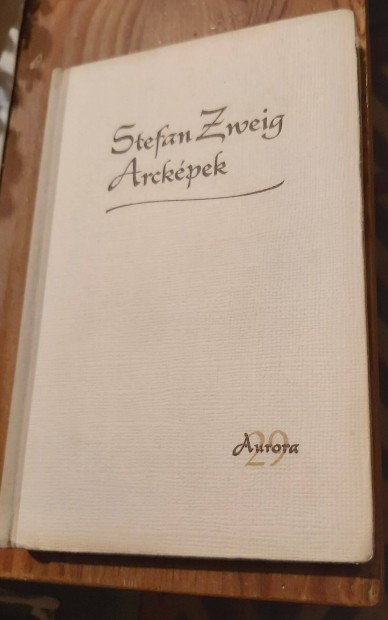 Stefan Zweig
Arcképek
Aurora
29